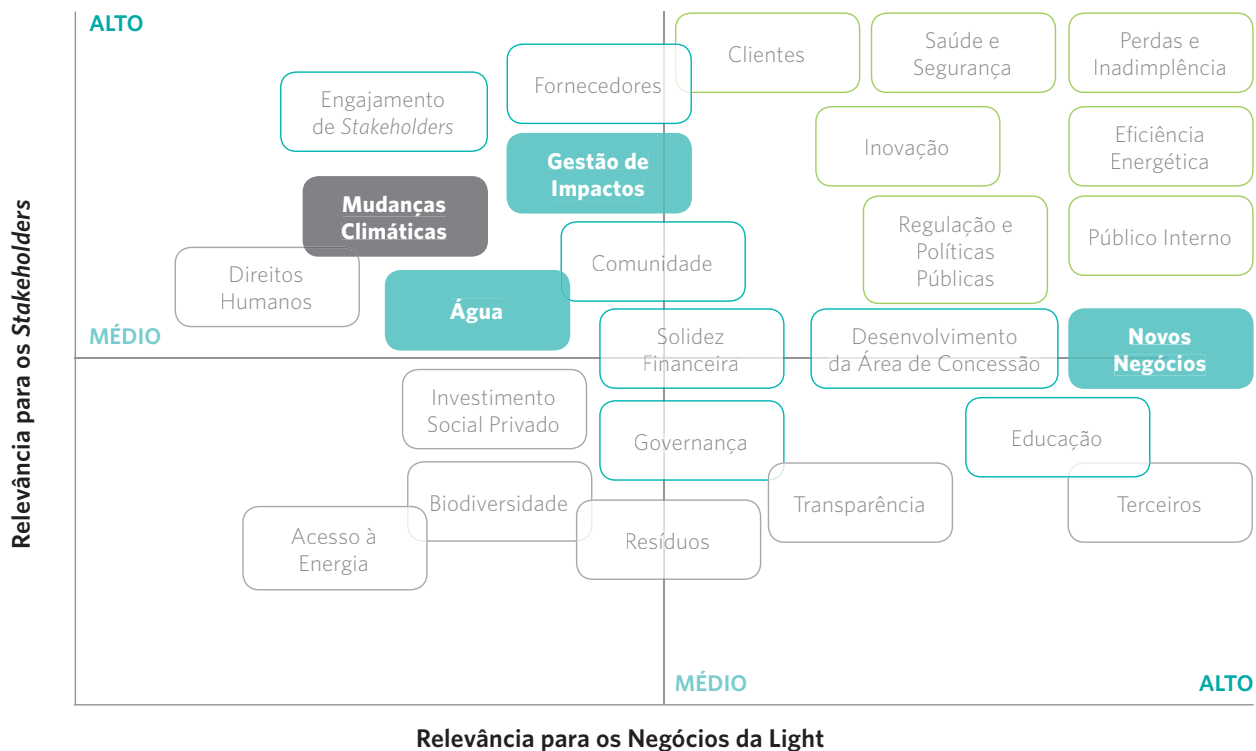 ALTO
Clientes
Saúde e
Segurança
Perdas e
Inadimplência
Fornecedores
Engajamento
de Stakeholders
Inovação
Eficiência
Energética
Gestão de
Impactos
Mudanças
Climáticas
Regulação e
Políticas
Públicas
Público Interno
Comunidade
Direitos
Humanos
Água
MÉDIO
Solidez
Financeira
Desenvolvimento
da Área de Concessão
Novos
Negócios
Investimento
Social Privado
Governança
Educação
Biodiversidade
Transparência
Terceiros
Acesso à
Energia
Resíduos
MÉDIO
ALTO
Relevância para os Stakeholders
Relevância para os Negócios da Light